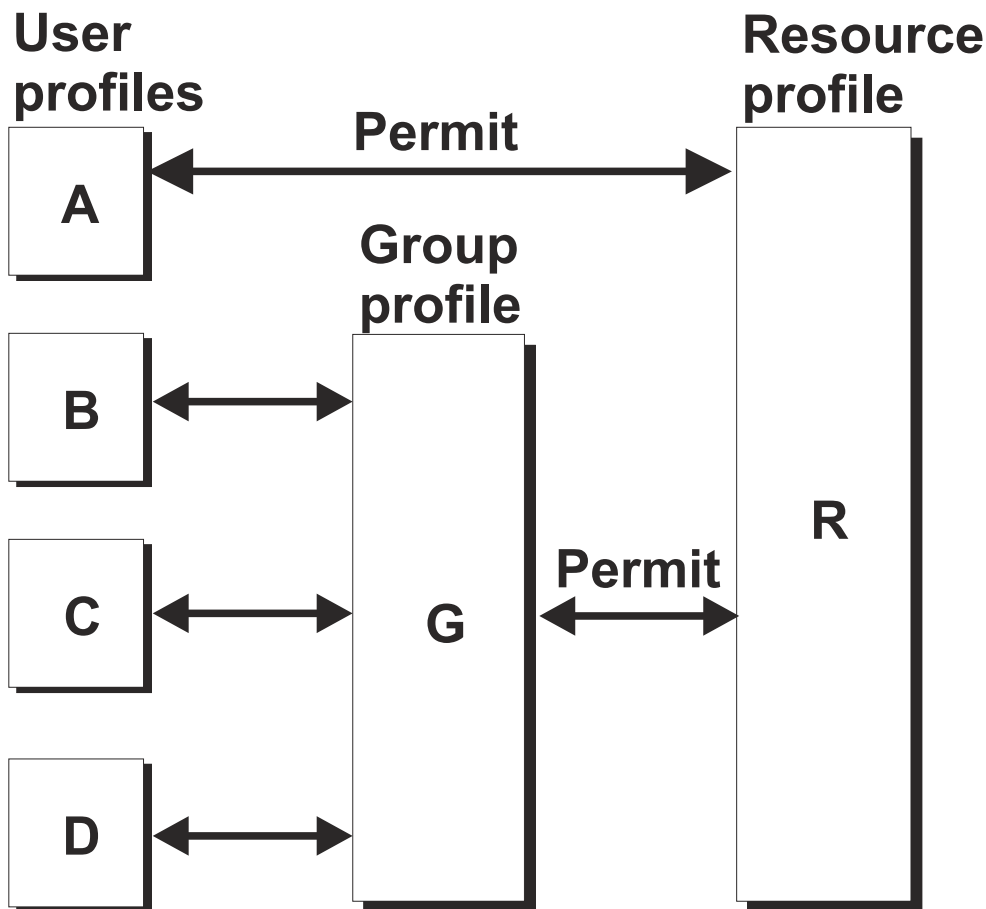 User
profiles
Resource
profile
Permit
A
Group
profile
B
R
Permit
C
G
D